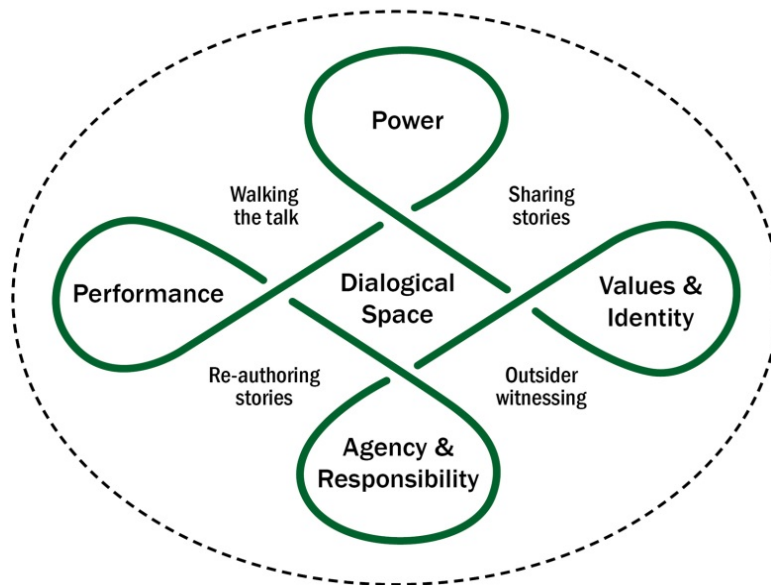 Power
Walking
the talk
Sharing
stories
Performance
Dialogical
Space
Values &
Identity
Re-authoring
stories
Outsider
witnessing
Agency &
Responsibility